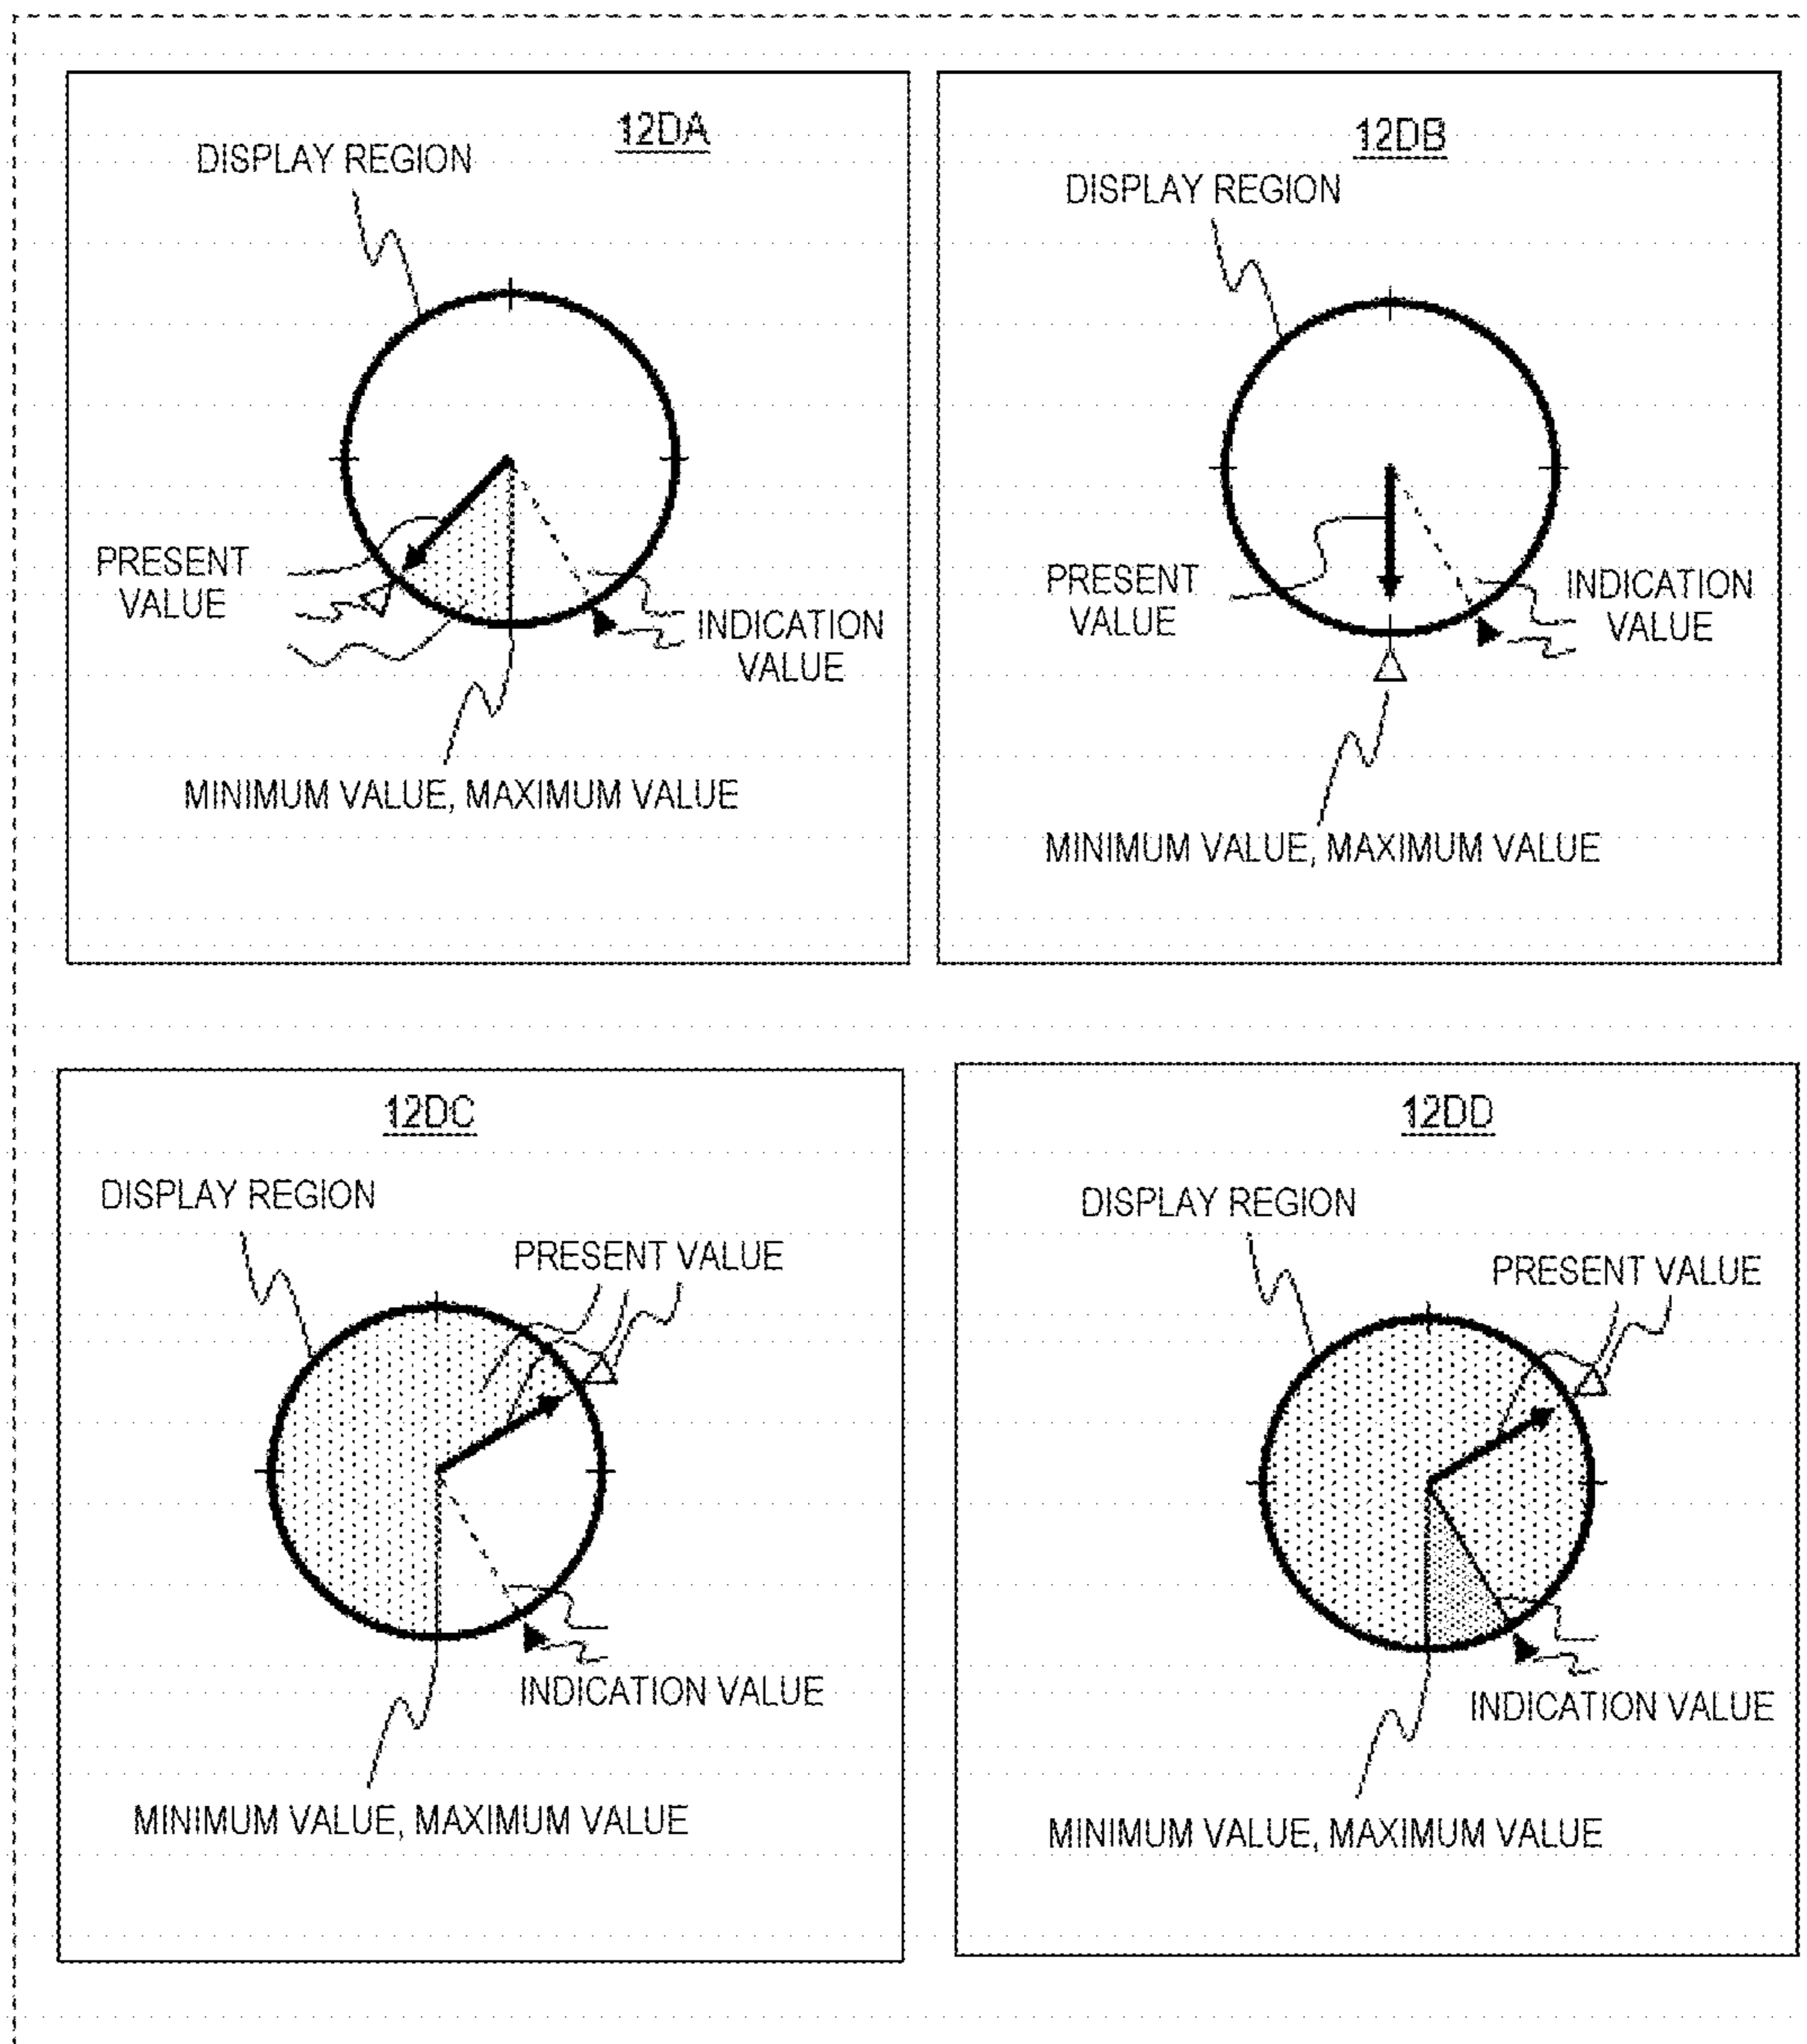 12DA
DISPLAY REGION
PRESENT
VALUE
INDICATION
VALUE
MINIMUM VALUE, MAXIMUM VALUE
12DB
DISPLAY REGION
PRESENT
VALUE
INDICATION
VALUE
MINIMUM VALUE, MAXIMUM VALUE
12DC
DISPLAY REGION
PRESENT VALUE
INDICATION VALUE
MINIMUM VALUE, MAXIMUM VALUE
12DD
DISPLAY REGION
PRESENT VALUE
INDICATION VALUE
MINIMUM VALUE, MAXIMUM VALUE